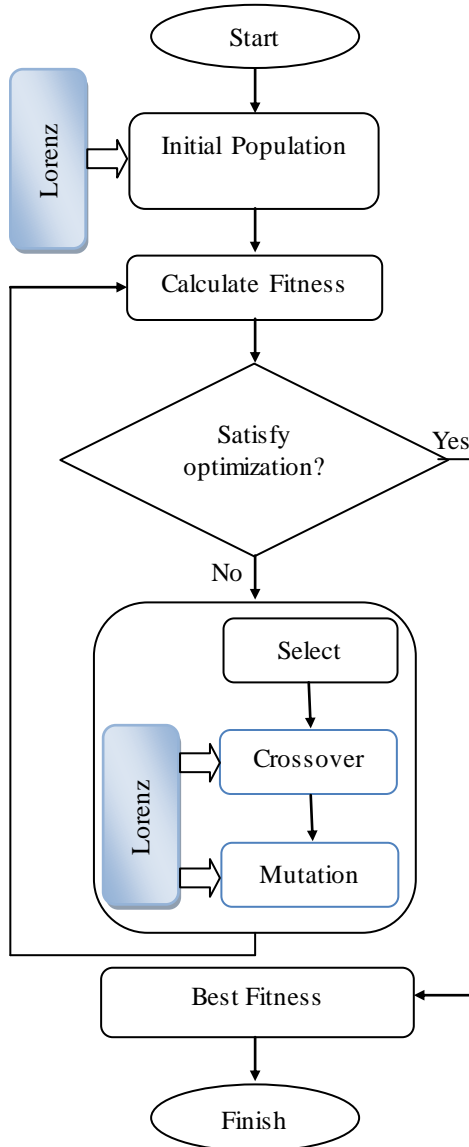 Start
Lorenz
Initial Population
Calculate Fitness
Satisfy
optimization?
Yes
No
Select
Lorenz
Crossover
Mutation
Best Fitness
Finish